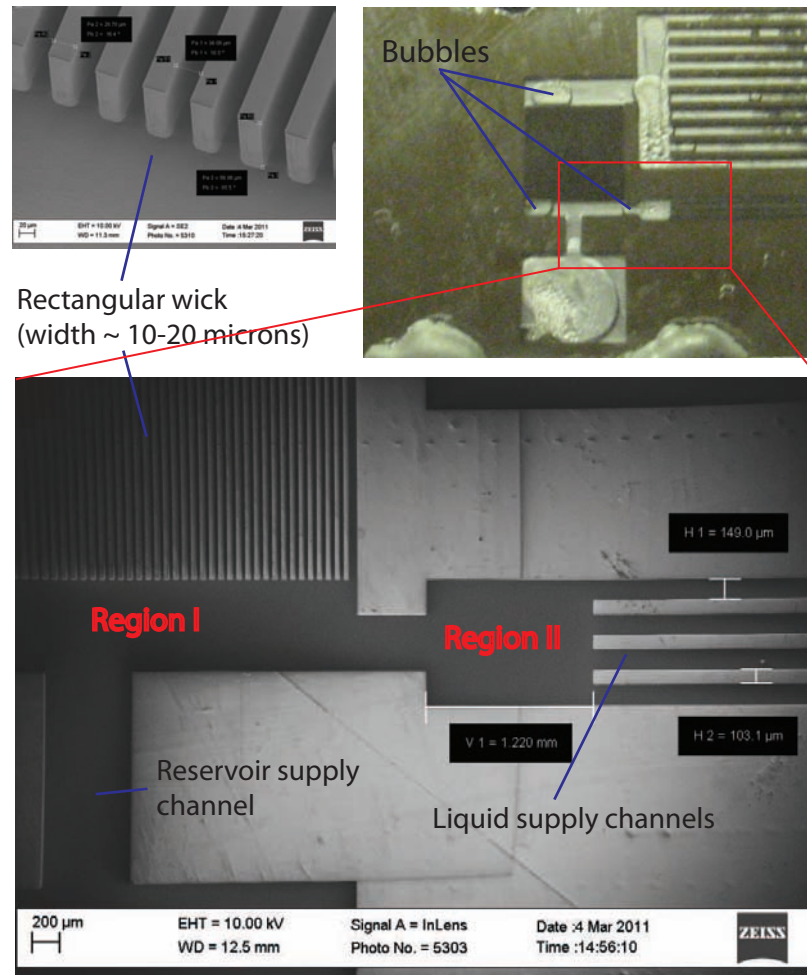 Bubbles
20 µm
EHT = 10.00 kV
WD = 11.5 mm
Signal A = SE2
Photo No. = 5310
Date :4 Mar 2011
Time :15:27:20
ZEISS
Rectangular wick
(width ~ 10-20 microns)
H 1 = 149.0 µm
Region I
Region II
V 1 = 1.220 mm
H 2 = 103.1 µm
Reservoir supply
channel
Liquid supply channels
200 µm
EHT = 10.00 kV
WD = 12.5 mm
Signal A = InLens
Photo No. = 5303
Date :4 Mar 2011
Time :14:56:10
ZEISS